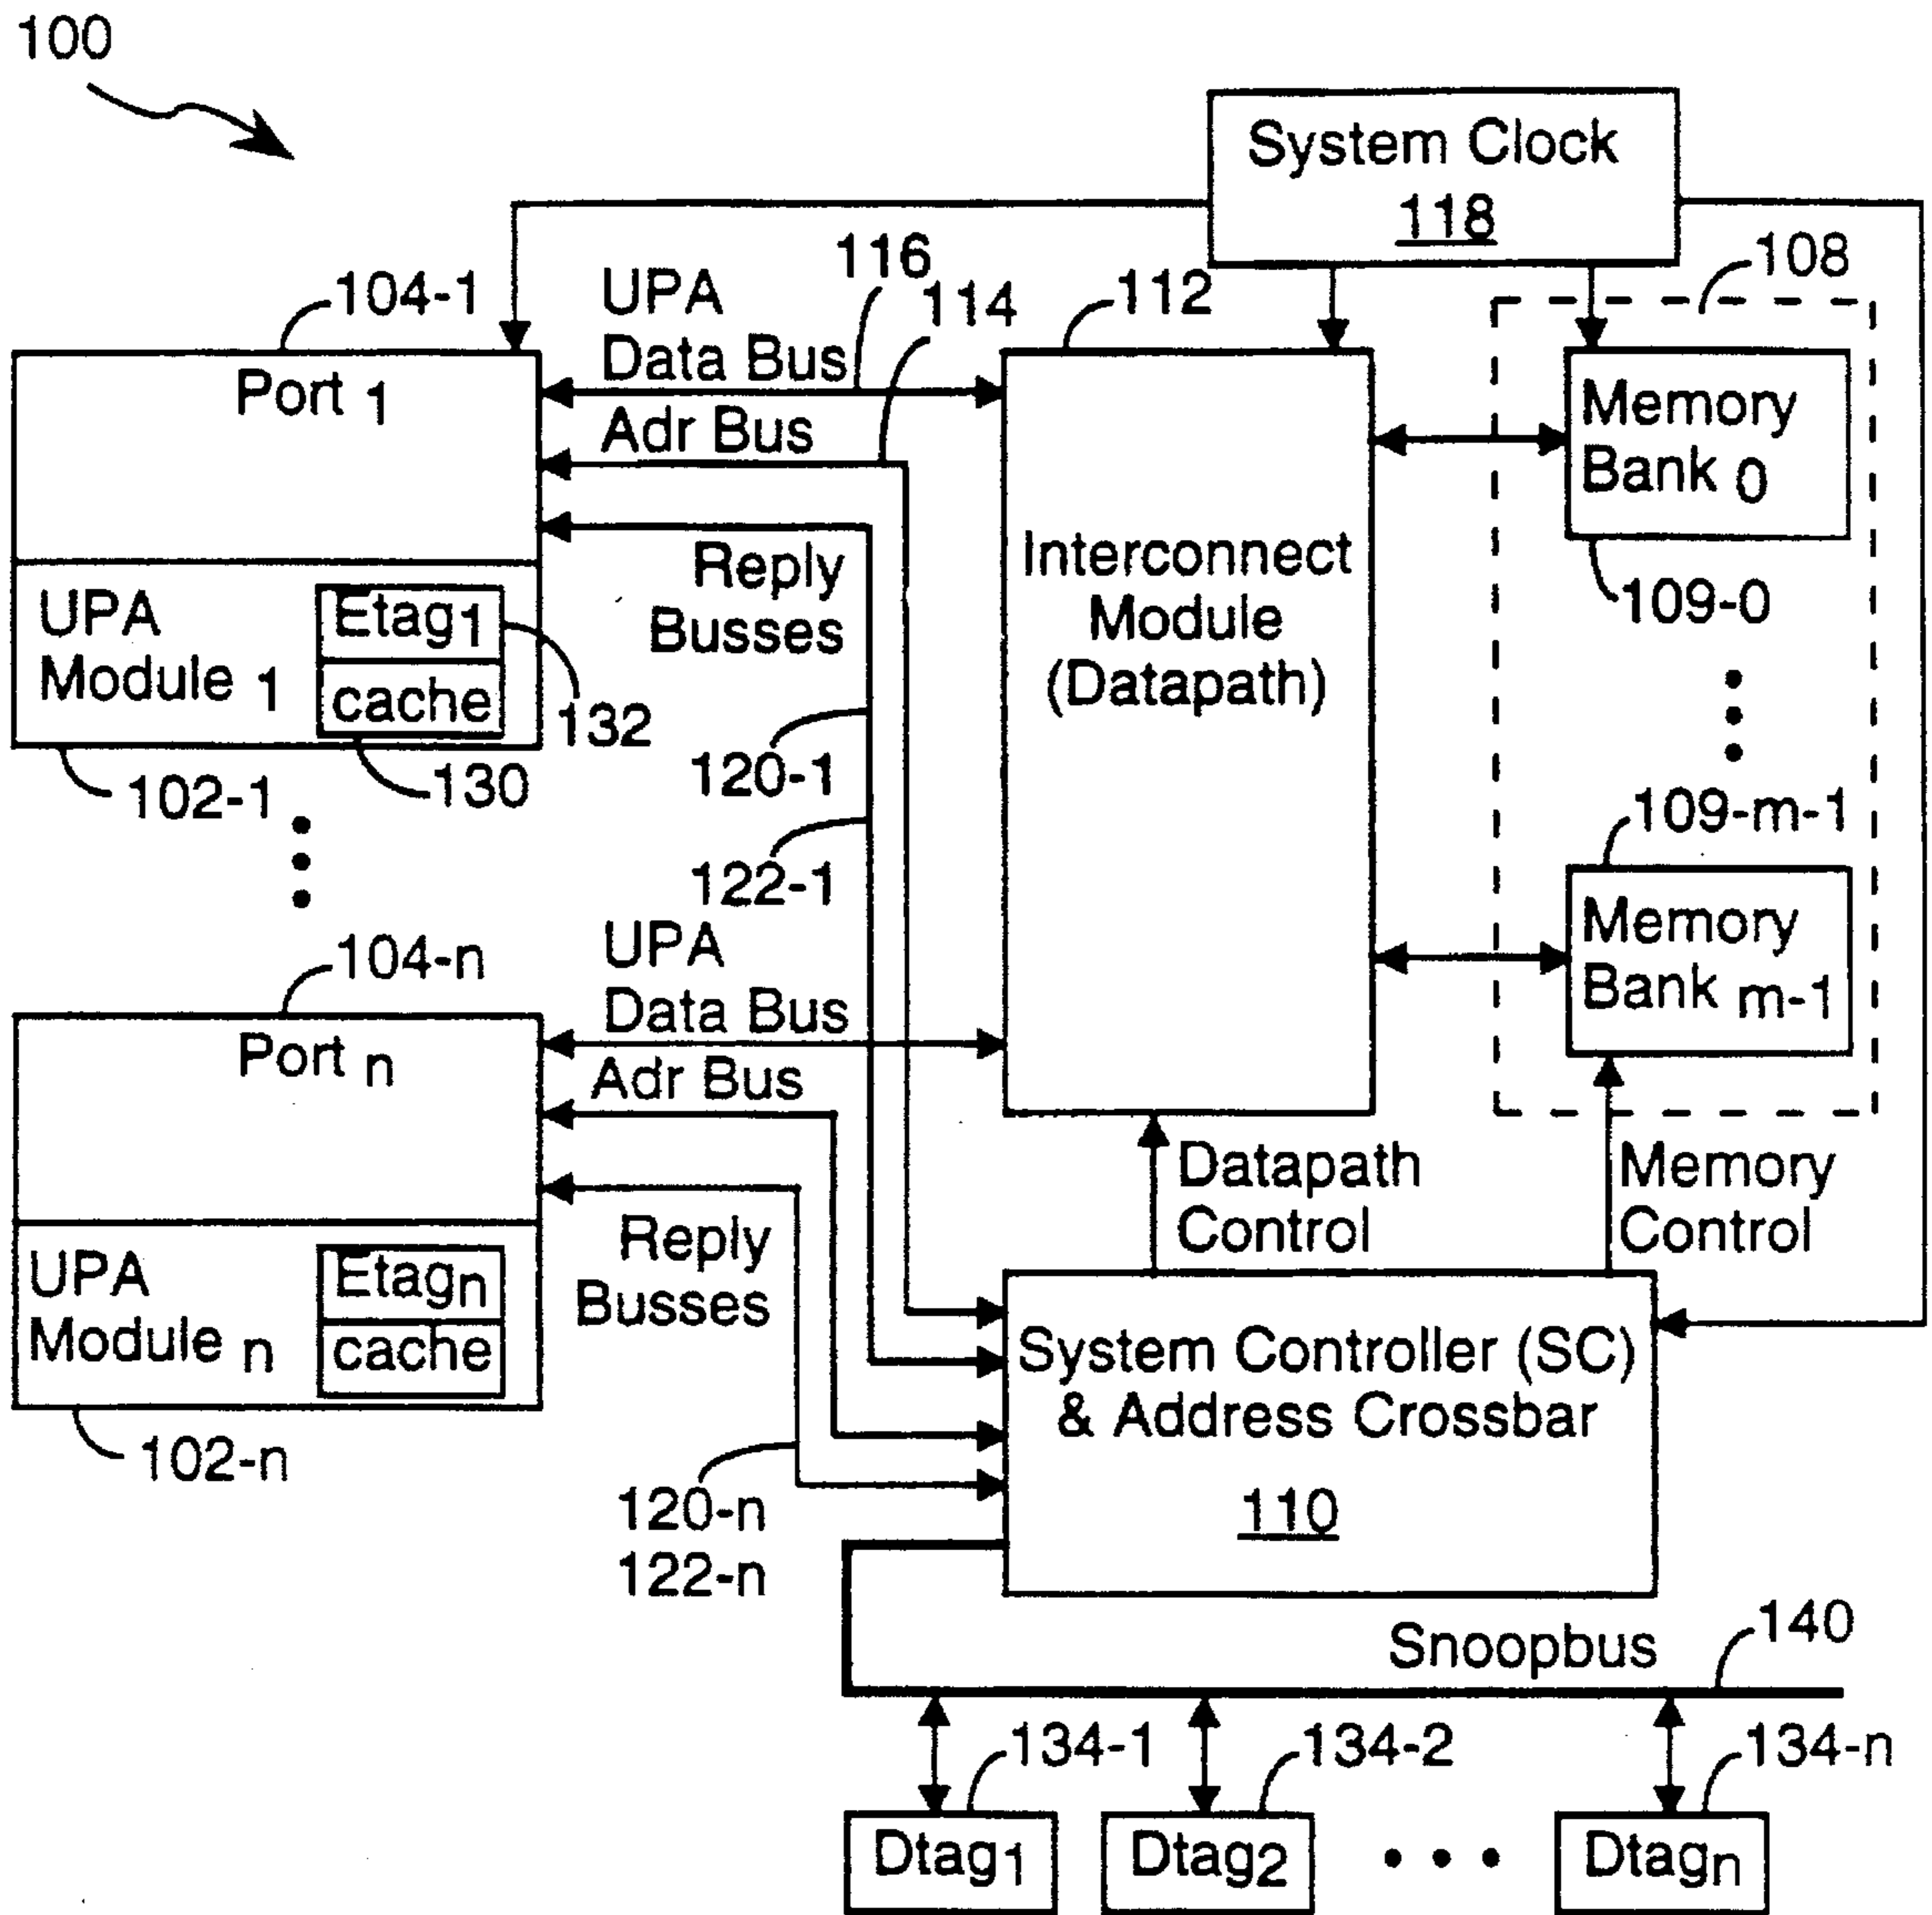 100
System Clock
118
108
116
114
112
104-1
UPA
Data Bus
Adr Bus
Port 1
Memory
Bank 0
109-0
Reply
Busses
Interconnect
Module
(Datapath)
UPA
Module 1
Etag1
cache
132
130
102-1
120-1
122-1
109-m-1
Memory
Bank m-1
104-n
UPA
Data Bus
Adr Bus
Port n
Datapath
Control
Memory
Control
Reply
Busses
UPA
Module n
Etagn
cache
102-n
System Controller (SC)
& Address Crossbar
110
120-n
122-n
Snoopbus
140
134-1
134-2
134-n
Dtag1
Dtag2
Dtagn